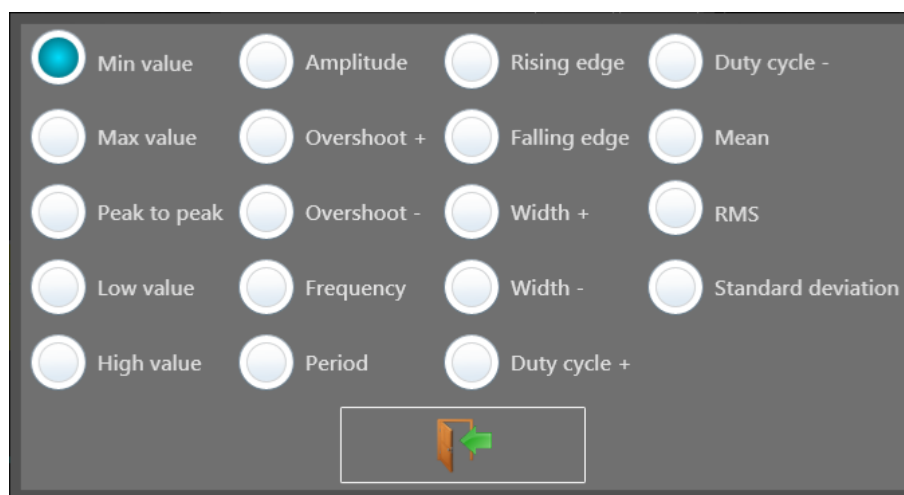 Min value
Amplitude
Rising edge
Duty cycle -
Max value
Overshoot +
Falling edge
Mean
Peak to peak
Overshoot -
Width +
RMS
Low value
Frequency
Width -
Standard deviation
High value
Period
Duty cycle +